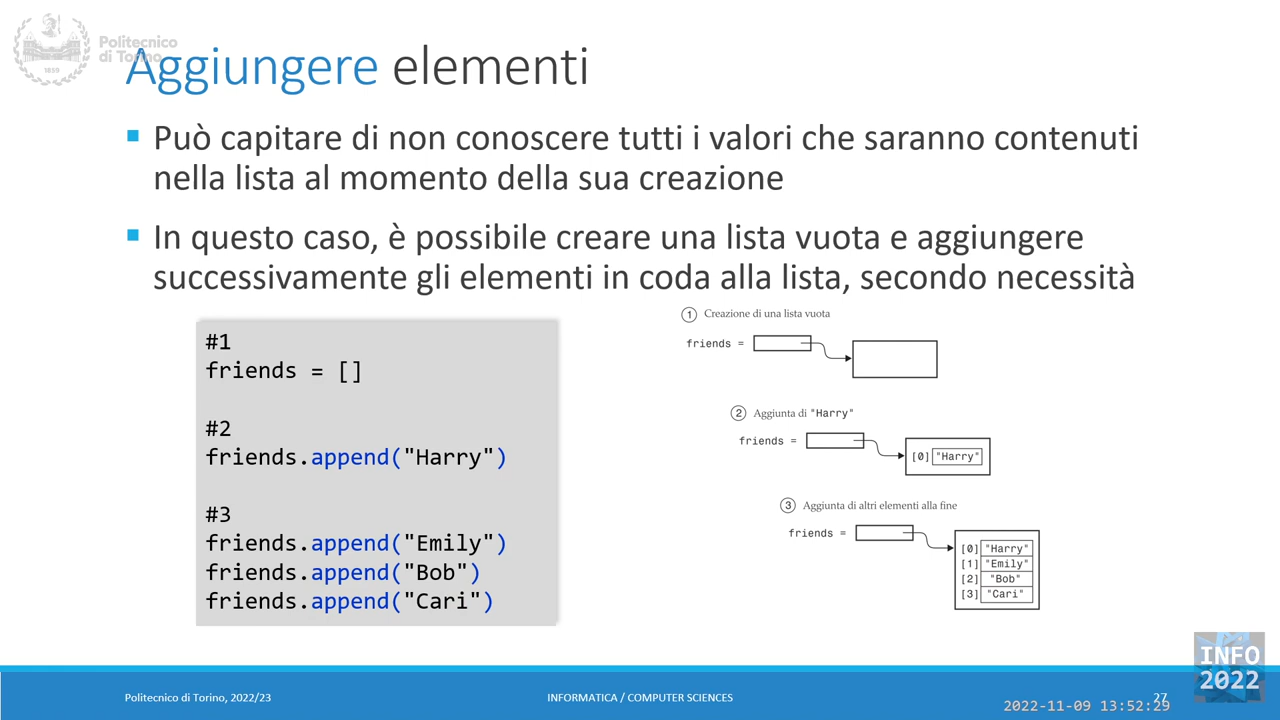 Politecnico
di Torino
1859
Aggiungere elementi
Può capitare di non conoscere tutti i valori che saranno contenuti
nella lista al momento della sua creazione
In questo caso, è possibile creare una lista vuota e aggiungere
successivamente gli elementi in coda alla lista, secondo necessità
#1
friends = []
#2
friends.append("Harry")
#3
friends.append("Emily")
friends.append("Bob")
friends.append("Cari")
1 Creazione di una lista vuota
friends =
2 Aggiunta di "Harry"
friends =
[0] "Harry"
3 Aggiunta di altri elementi alla fine
friends =
[0] "Harry"
[1] "Emily"
[2] "Bob"
[3] "Cari"
INFO
2022
Politecnico di Torino, 2022/23
INFORMATICA / COMPUTER SCIENCES
27
2022-11-09 13:52:29